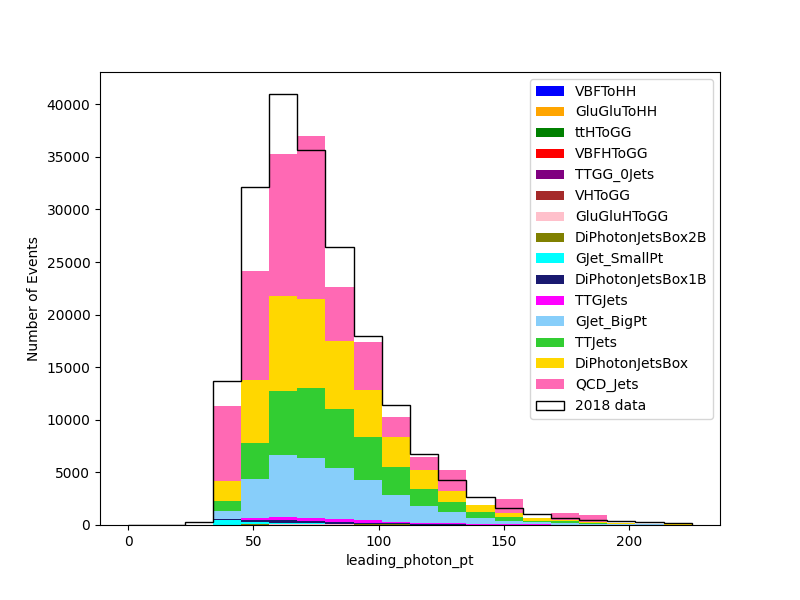 40000
35000
30000
25000
20000
15000
10000
5000
0
Number of Events
0
50
100
150
200
leading_photon_pt
VBFToHH
GluGluToHH
ttHToGG
VBFHToGG
TTGG_0Jets
VHToGG
GluGluHToGG
DiPhotonJetsBox2B
GJet_SmallPt
DiPhotonJetsBox1B
TTGJets
GJet_BigPt
TTJets
DiPhotonJetsBox
QCD_Jets
2018 data